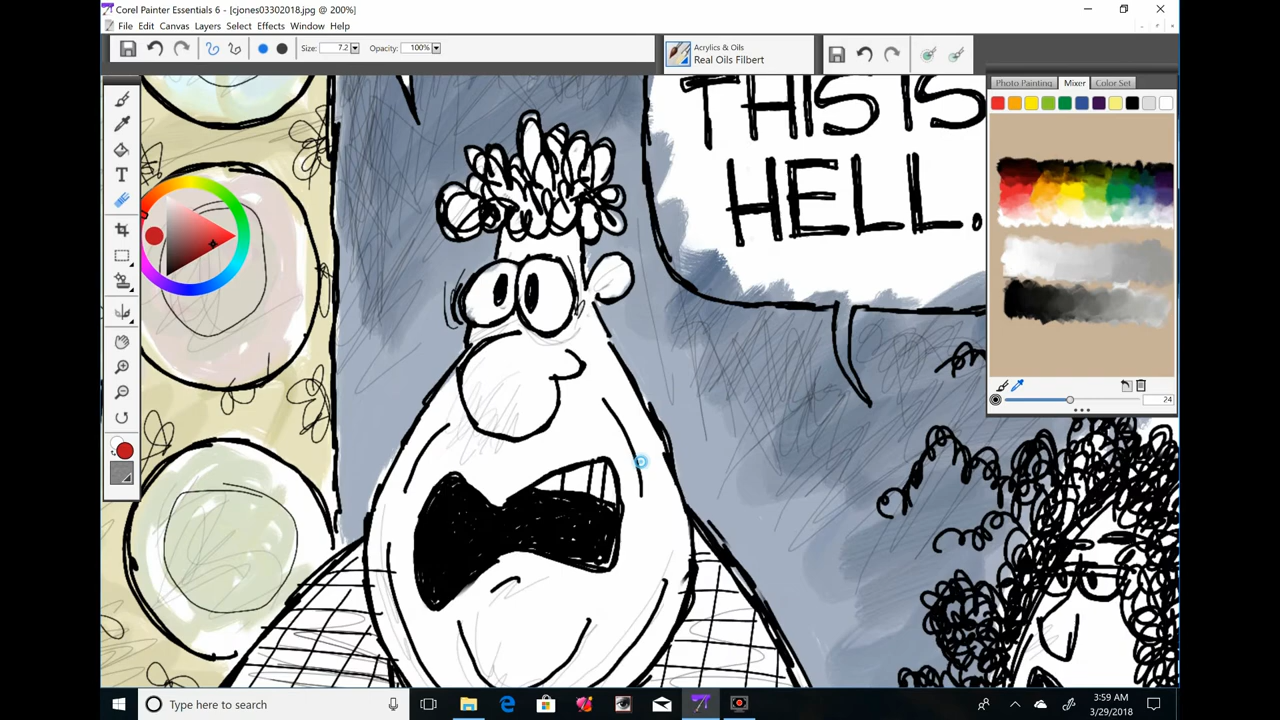 Corel Painter Essentials 6 - [cjones03302018.jpg @ 200%]
File Edit Canvas Layers Select Effects Window Help
Size: 7.2 Opacity: 100%
Acrylics & Oils
Real Oils Filbert
Photo Painting Mixer Color Set
THIS IS
HELL.
24
Type here to search
3:59 AM
3/29/2018